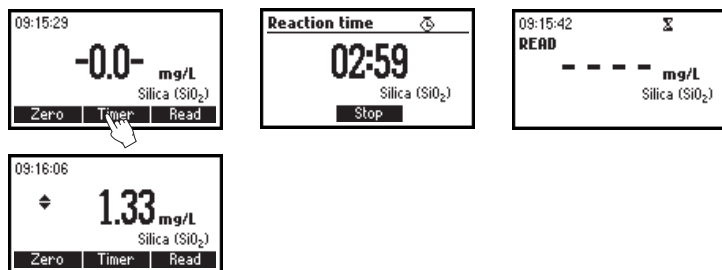 09:15:29
-0.0- mg/L
Silica (SiO₂)
Zero Timer Read
Reaction time
02:59
Silica (SiO₂)
Stop
09:15:42
READ
- - - - mg/L
Silica (SiO₂)
09:16:06
1.33 mg/L
Silica (SiO₂)
Zero Timer Read